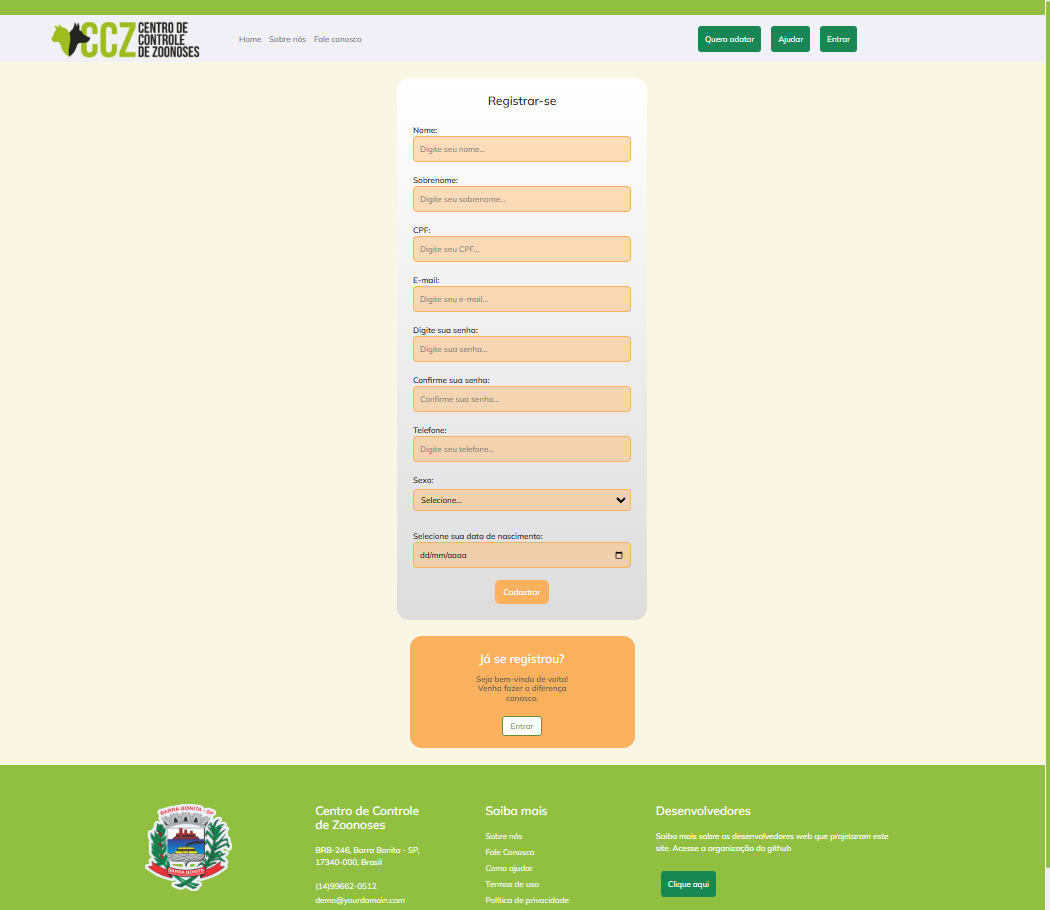 CCZ CENTRO DE
CONTROLE
DE ZOONOSES
Home Sobre nós Fale conosco
Quero adotar Ajudar Entrar
Registrar-se
Nome:
Digite seu nome...
Sobrenome:
Digite seu sobrenome...
CPF:
Digite seu CPF...
E-mail:
Digite seu e-mail...
Digite sua senha:
Digite sua senha...
Confirme sua senha:
Confirme sua senha...
Telefone:
Digite seu telefone...
Sexo:
Selecione...
Selecione sua data de nascimento:
dd/mm/aaaa
Cadastrar
Já se registrou?
Seja bem-vindo de volta!
Venha fazer a diferença
conosco.
Entrar
BARRA BONITA - SP
BARRA BONITA
Centro de Controle
de Zoonoses
BRB-246, Barra Bonita - SP,
17340-000, Brasil
(14)99662-0512
demo@yourdomain.com
Saiba mais
Sobre nós
Fale Conosco
Como ajudar
Termos de uso
Política de privacidade
Desenvolvedores
Saiba mais sobre os desenvolvedores web que projetaram este
site. Acesse a organização do github
Clique aqui